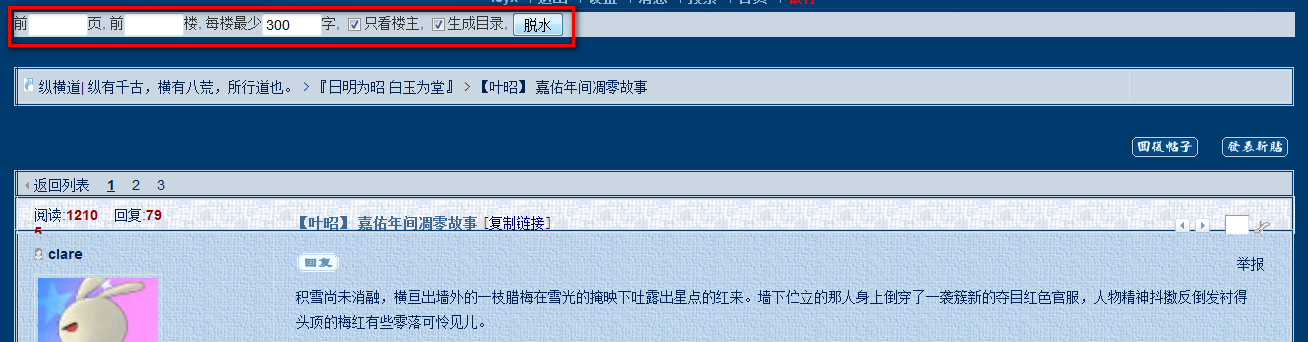 前 页, 前 楼, 每楼最少 300 字, 只看楼主, 生成目录, 脱水
纵横道| 纵有千古，横有八荒，所行道也。 > 『日明为昭 白玉为堂』 > 【叶昭】 嘉佑年间凋零故事
回復帖子 發表新貼
返回列表 1 2 3
阅读:1210 回复:79
【叶昭】 嘉佑年间凋零故事 [复制链接]
clare
回复
举报
积雪尚未消融，横亘出墙外的一枝腊梅在雪光的掩映下吐露出星点的红来。墙下伫立的那人身上倒穿了一袭簇新的夺目红色官服，人物精神抖擞反倒发衬得
头顶的梅红有些零落可怜见儿。